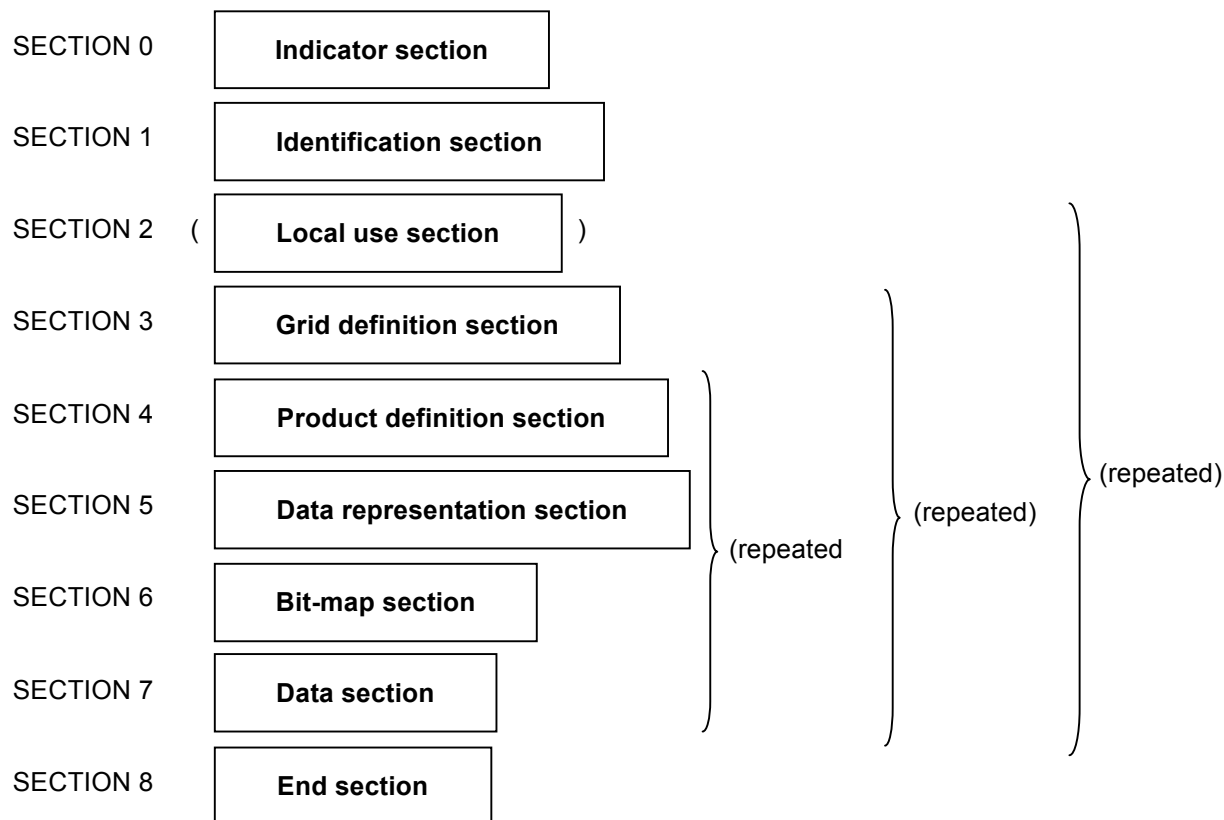 SECTION 0 Indicator section
SECTION 1 Identification section
SECTION 2 ( Local use section )
SECTION 3 Grid definition section
SECTION 4 Product definition section
SECTION 5 Data representation section
SECTION 6 Bit-map section
SECTION 7 Data section
SECTION 8 End section
(repeated
(repeated)
(repeated)